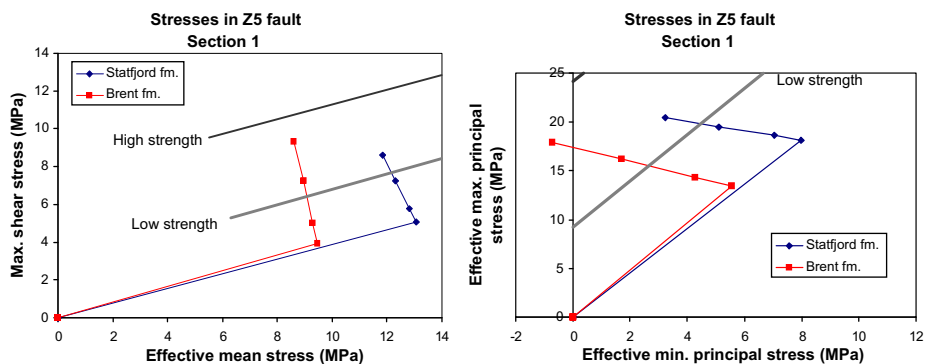 Stresses in Z5 fault
Section 1
Max. shear stress (MPa)
14
12
10
8
6
4
2
0
Statfjord fm.
Brent fm.
High strength
Low strength
0 2 4 6 8 10 12 14
Effective mean stress (MPa)
Stresses in Z5 fault
Section 1
Effective max. principal
stress (MPa)
25
20
15
10
5
0
Low strength
Statfjord fm.
Brent fm.
-2 0 2 4 6 8 10 12
Effective min. principal stress (MPa)